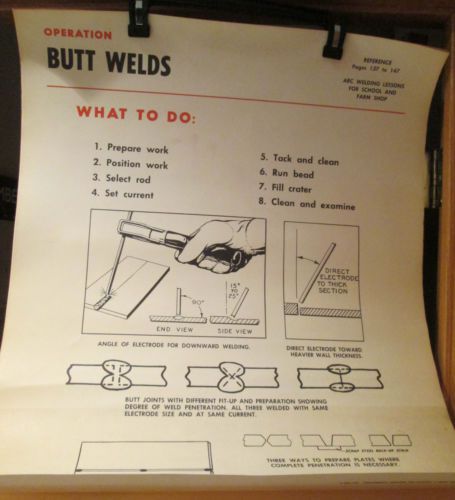 OPERATION
BUTT WELDS
REFERENCE
Pages 137 to 147
ARC WELDING LESSONS
FOR SCHOOL AND
FARM SHOP
WHAT TO DO:
1. Prepare work
2. Position work
3. Select rod
4. Set current
5. Tack and clean
6. Run bead
7. Fill crater
8. Clean and examine
90°
END VIEW
15°
TO
25°
SIDE VIEW
DIRECT
ELECTRODE
TO THICK
SECTION
ANGLE OF ELECTRODE FOR DOWNWARD WELDING.
DIRECT ELECTRODE TOWARD
HEAVIER WALL THICKNESS.
BUTT JOINTS WITH DIFFERENT FIT-UP AND PREPARATION SHOWING
DEGREE OF WELD PENETRATION. ALL THREE WELDED WITH SAME
ELECTRODE SIZE AND AT SAME CURRENT.
SCRAP STEEL BACK-UP STRIP
THREE WAYS TO PREPARE PLATES WHERE
COMPLETE PENETRATION IS NECESSARY.